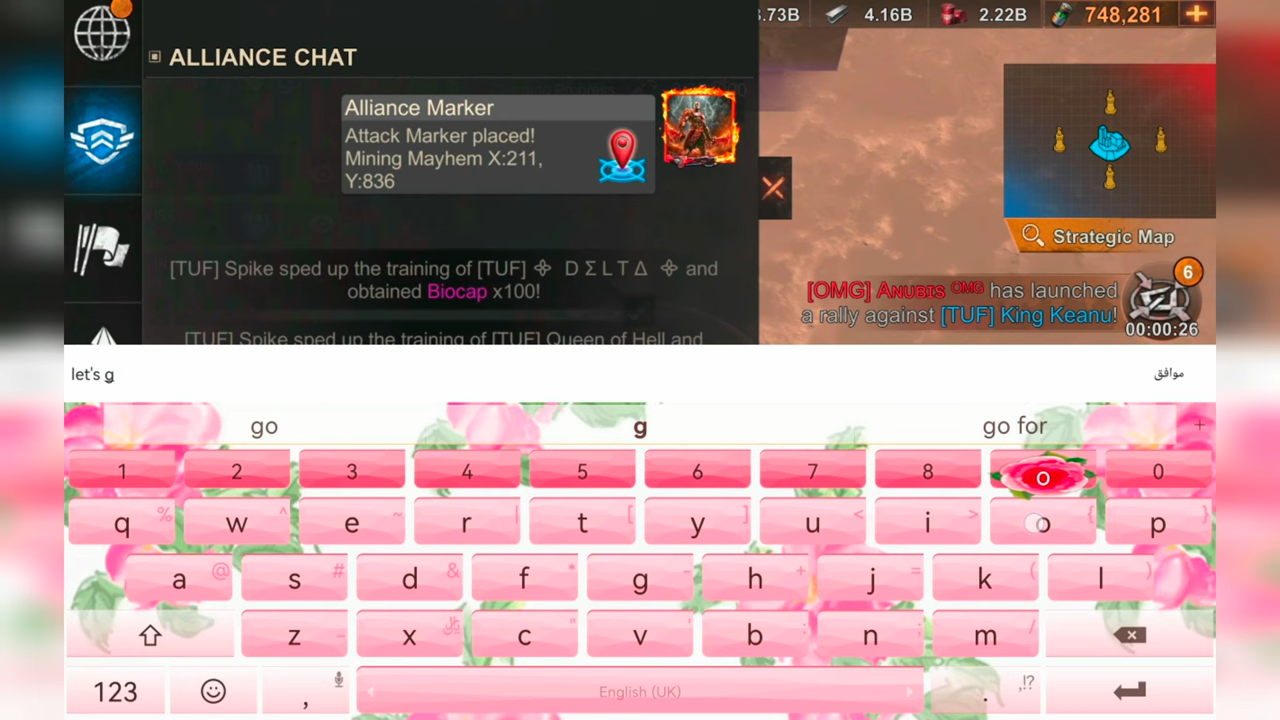 .73B
4.16B
2.22B
748,281
ALLIANCE CHAT
Alliance Marker
Attack Marker placed!
Mining Mayhem X:211,
Y:836
[TUF] Spike sped up the training of [TUF] ✥ D Σ L T Δ ✥ and
obtained Biocap x100!
[TUF] Spike sped up the training of [TUF] Queen of Hell and
Strategic Map
6
[OMG] ANUBIS OMG has launched
a rally against [TUF] King Keanu!
00:00:26
let's g
موافق
go g go for +
1 2 3 4 5 6 7 8 o 0
q % w ^ e ~ r | t [ y ] u < i > o { p }
a @ s # d & f * g - h + j = k ( l )
z - x ﷼ c " v ' b : n ; m /
123 , English (UK) . ,!?